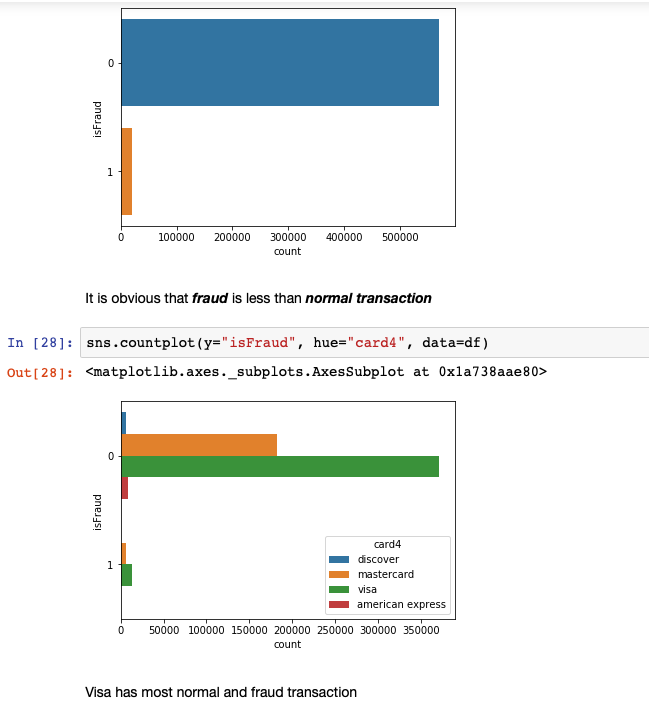 0
isFraud
1
0 100000 200000 300000 400000 500000
count
It is obvious that fraud is less than normal transaction
In [28]: sns.countplot(y="isFraud", hue="card4", data=df)
Out[28]: <matplotlib.axes._subplots.AxesSubplot at 0x1a738aae80>
0
isFraud
1
card4
discover
mastercard
visa
american express
0 50000 100000 150000 200000 250000 300000 350000
count
Visa has most normal and fraud transaction